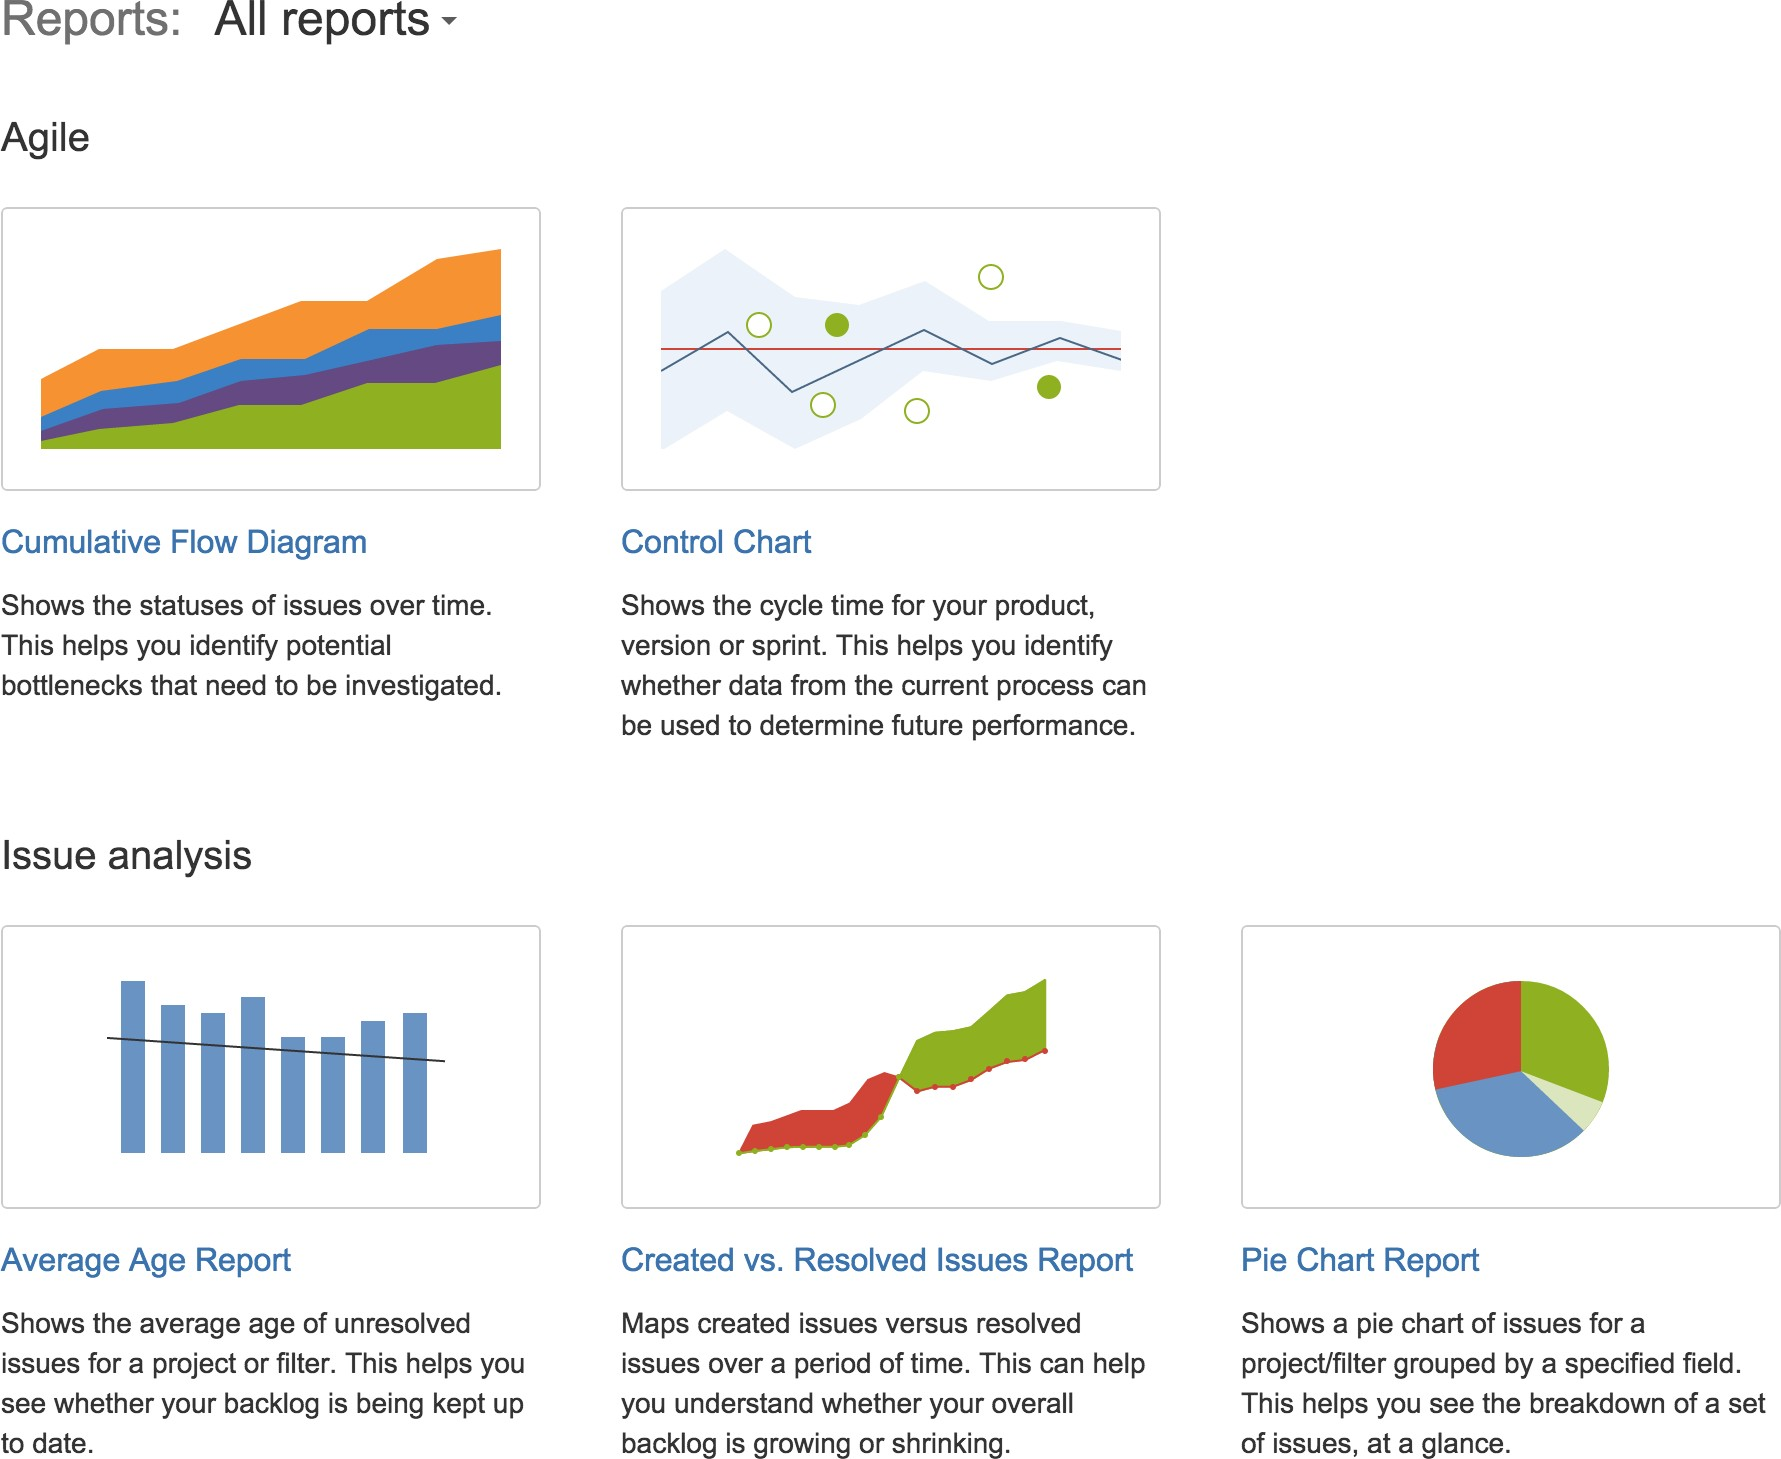 Reports: All reports
Agile
Cumulative Flow Diagram
Shows the statuses of issues over time.
This helps you identify potential
bottlenecks that need to be investigated.
Control Chart
Shows the cycle time for your product,
version or sprint. This helps you identify
whether data from the current process can
be used to determine future performance.
Issue analysis
Average Age Report
Shows the average age of unresolved
issues for a project or filter. This helps you
see whether your backlog is being kept up
to date.
Created vs. Resolved Issues Report
Maps created issues versus resolved
issues over a period of time. This can help
you understand whether your overall
backlog is growing or shrinking.
Pie Chart Report
Shows a pie chart of issues for a
project/filter grouped by a specified field.
This helps you see the breakdown of a set
of issues, at a glance.